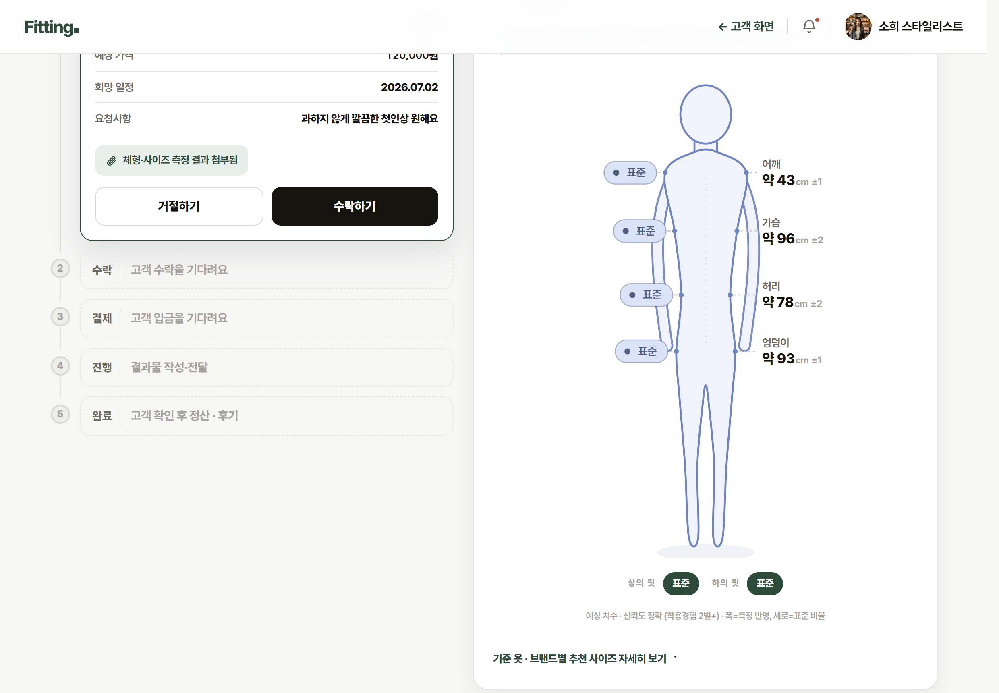 Fitting.
← 고객 화면
소희 스타일리스트
예상 가격
120,000원
희망 일정
2026.07.02
요청사항
과하지 않게 깔끔한 첫인상 원해요
체형·사이즈 측정 결과 첨부됨
거절하기
수락하기
2
수락
고객 수락을 기다려요
3
결제
고객 입금을 기다려요
4
진행
결과물 작성·전달
5
완료
고객 확인 후 정산 · 후기
표준
어깨
약 43cm ±1
표준
가슴
약 96cm ±2
표준
허리
약 78cm ±2
표준
엉덩이
약 93cm ±1
상의 핏 표준 하의 핏 표준
예상 치수 · 신뢰도 정확 (착용경험 2벌+) · 폭=측정 반영, 세로=표준 비율
기준 옷 · 브랜드별 추천 사이즈 자세히 보기